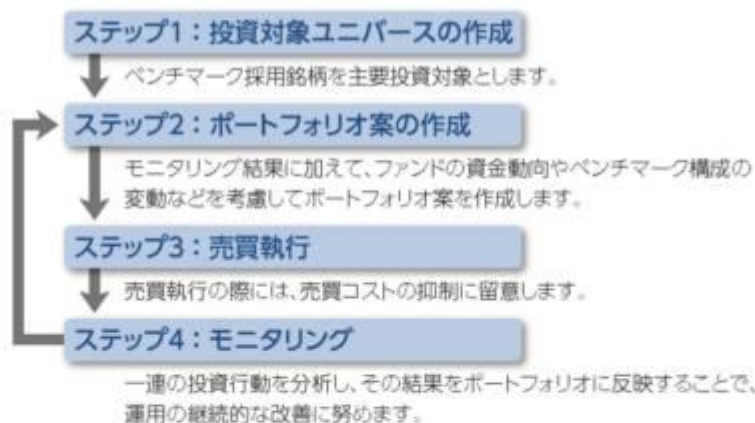 ステップ1：投資対象ユニバースの作成
ベンチマーク採用銘柄を主要投資対象とします。
ステップ2：ポートフォリオ案の作成
モニタリング結果に加えて、ファンドの資金動向やベンチマーク構成の
変動などを考慮してポートフォリオ案を作成します。
ステップ3：売買執行
売買執行の際には、売買コストの抑制に留意します。
ステップ4：モニタリング
一連の投資行動を分析し、その結果をポートフォリオに反映することで、
運用の継続的な改善に努めます。